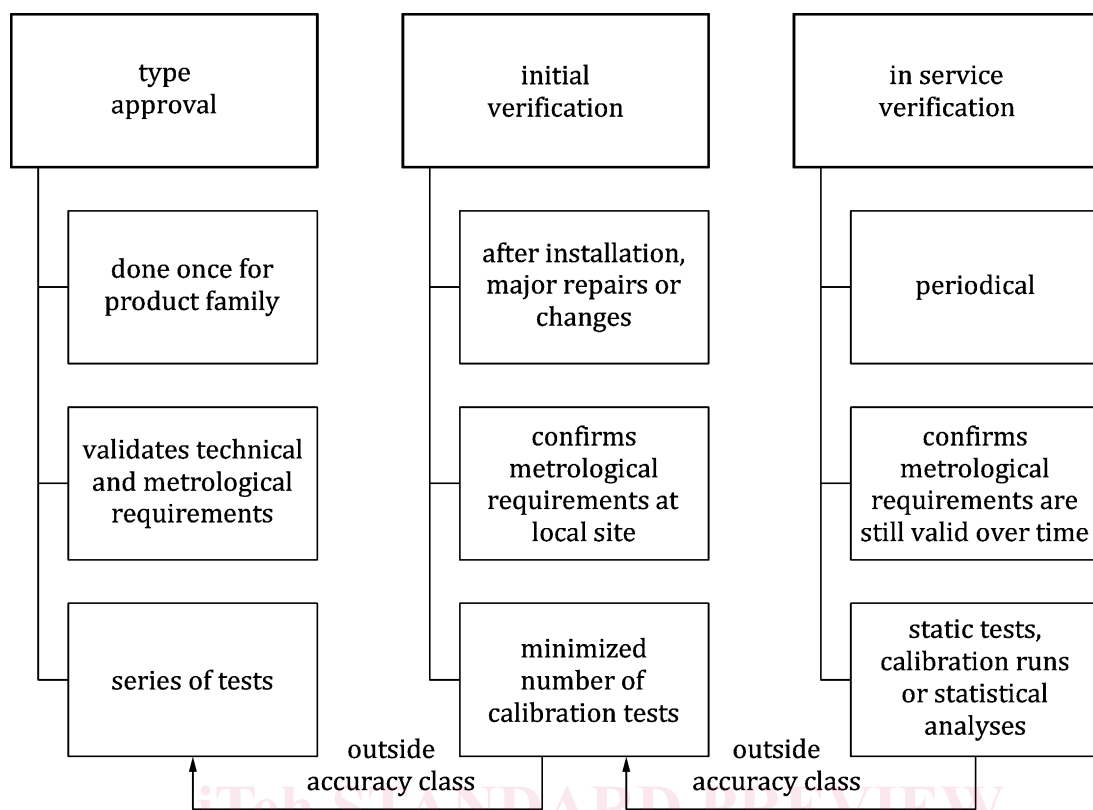 type
approval
done once for
product family
validates technical
and metrological
requirements
series of tests
initial
verification
after installation,
major repairs or
changes
confirms
metrological
requirements at
local site
minimized
number of
calibration tests
in service
verification
periodical
confirms
metrological
requirements are
still valid over time
static tests,
calibration runs
or statistical
analyses
outside
accuracy class
outside
accuracy class
iTeh STANDARD PREVIEW